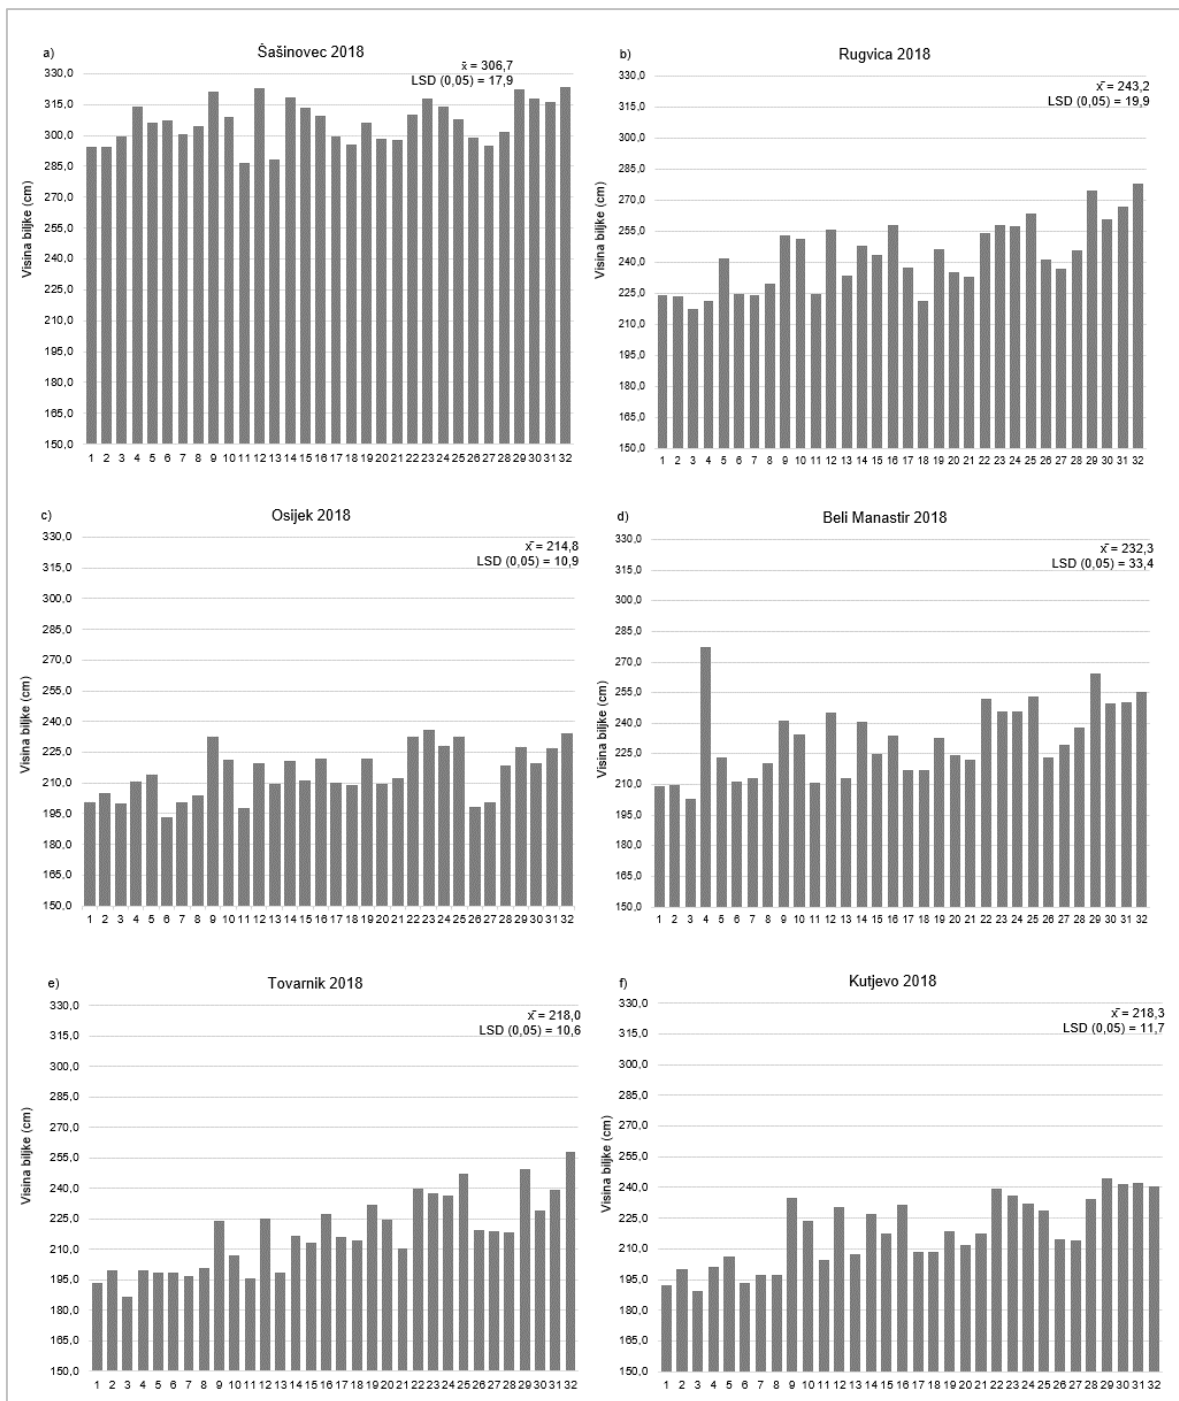 a)
Šašinovec 2018
x̄ = 306,7
LSD (0,05) = 17,9
Visina biljke (cm)
330,0
315,0
300,0
285,0
270,0
255,0
240,0
225,0
210,0
195,0
180,0
165,0
150,0
1 2 3 4 5 6 7 8 9 10 11 12 13 14 15 16 17 18 19 20 21 22 23 24 25 26 27 28 29 30 31 32
b)
Rugvica 2018
x̄ = 243,2
LSD (0,05) = 19,9
Visina biljke (cm)
330,0
315,0
300,0
285,0
270,0
255,0
240,0
225,0
210,0
195,0
180,0
165,0
150,0
1 2 3 4 5 6 7 8 9 10 11 12 13 14 15 16 17 18 19 20 21 22 23 24 25 26 27 28 29 30 31 32
c)
Osijek 2018
x̄ = 214,8
LSD (0,05) = 10,9
Visina biljke (cm)
330,0
315,0
300,0
285,0
270,0
255,0
240,0
225,0
210,0
195,0
180,0
165,0
150,0
1 2 3 4 5 6 7 8 9 10 11 12 13 14 15 16 17 18 19 20 21 22 23 24 25 26 27 28 29 30 31 32
d)
Beli Manastir 2018
x̄ = 232,3
LSD (0,05) = 33,4
Visina biljke (cm)
330,0
315,0
300,0
285,0
270,0
255,0
240,0
225,0
210,0
195,0
180,0
165,0
150,0
1 2 3 4 5 6 7 8 9 10 11 12 13 14 15 16 17 18 19 20 21 22 23 24 25 26 27 28 29 30 31 32
e)
Tovarnik 2018
x̄ = 218,0
LSD (0,05) = 10,6
Visina biljke (cm)
330,0
315,0
300,0
285,0
270,0
255,0
240,0
225,0
210,0
195,0
180,0
165,0
150,0
1 2 3 4 5 6 7 8 9 10 11 12 13 14 15 16 17 18 19 20 21 22 23 24 25 26 27 28 29 30 31 32
f)
Kutjevo 2018
x̄ = 218,3
LSD (0,05) = 11,7
Visina biljke (cm)
330,0
315,0
300,0
285,0
270,0
255,0
240,0
225,0
210,0
195,0
180,0
165,0
150,0
1 2 3 4 5 6 7 8 9 10 11 12 13 14 15 16 17 18 19 20 21 22 23 24 25 26 27 28 29 30 31 32